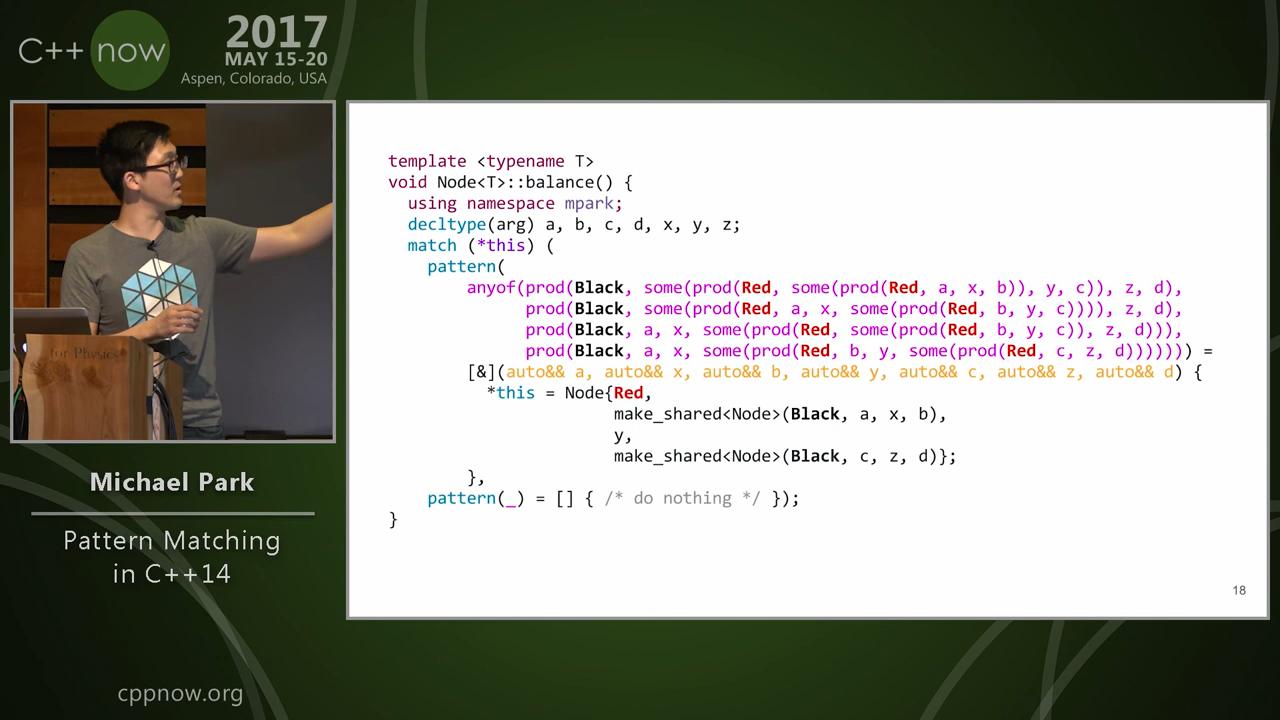 C++ now
2017
MAY 15-20
Aspen, Colorado, USA
for Physics
Michael Park
Pattern Matching
in C++14
cppnow.org
template <typename T>
void Node<T>::balance() {
  using namespace mpark;
  decltype(arg) a, b, c, d, x, y, z;
  match (*this) (
    pattern(
        anyof(prod(Black, some(prod(Red, some(prod(Red, a, x, b)), y, c)), z, d),
              prod(Black, some(prod(Red, a, x, some(prod(Red, b, y, c)))), z, d),
              prod(Black, a, x, some(prod(Red, some(prod(Red, b, y, c)), z, d))),
              prod(Black, a, x, some(prod(Red, b, y, some(prod(Red, c, z, d)))))) =
        [&](auto&& a, auto&& x, auto&& b, auto&& y, auto&& c, auto&& z, auto&& d) {
          *this = Node{Red,
                       make_shared<Node>(Black, a, x, b),
                       y,
                       make_shared<Node>(Black, c, z, d)};
        },
    pattern(_) = [] { /* do nothing */ });
}
18